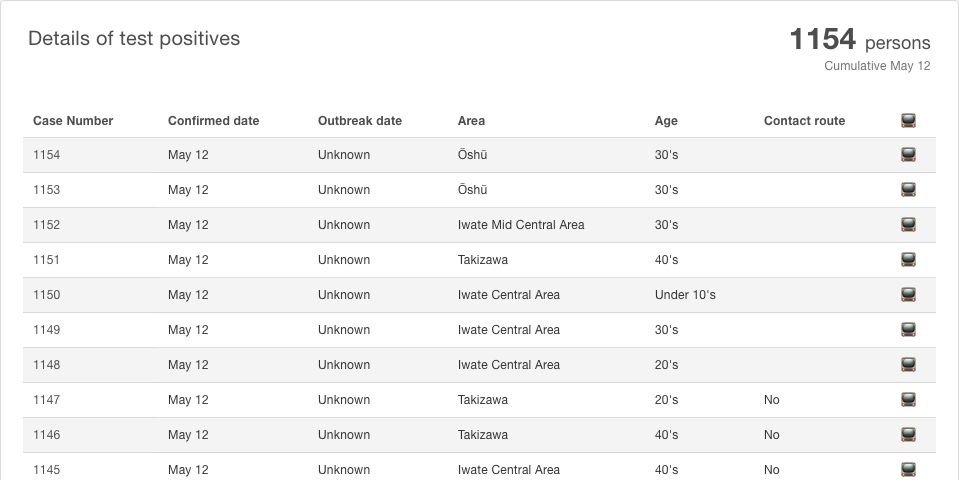 Details of test positives
1154 persons
Cumulative May 12
Case Number Confirmed date Outbreak date Area Age Contact route
1154 May 12 Unknown Ōshū 30's
1153 May 12 Unknown Ōshū 30's
1152 May 12 Unknown Iwate Mid Central Area 30's
1151 May 12 Unknown Takizawa 40's
1150 May 12 Unknown Iwate Central Area Under 10's
1149 May 12 Unknown Iwate Central Area 30's
1148 May 12 Unknown Iwate Central Area 20's
1147 May 12 Unknown Takizawa 20's No
1146 May 12 Unknown Takizawa 40's No
1145 May 12 Unknown Iwate Central Area 40's No